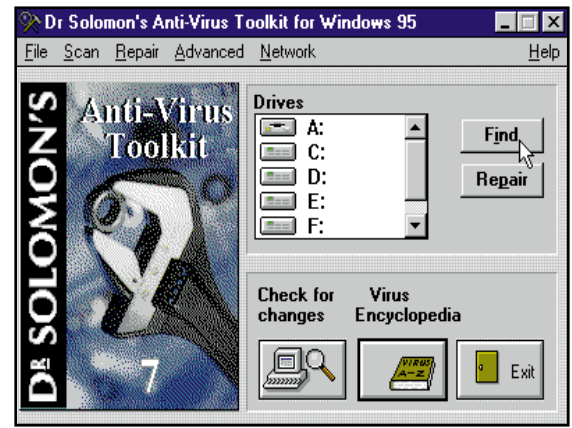 Dr Solomon's Anti-Virus Toolkit for Windows 95
File Scan Repair Advanced Network Help
DR SOLOMON'S
Anti-Virus
Toolkit
7
Drives
A:
C:
D:
E:
F:
Find
Repair
Check for
changes
Virus
Encyclopedia
VIRUS
A-Z
Exit